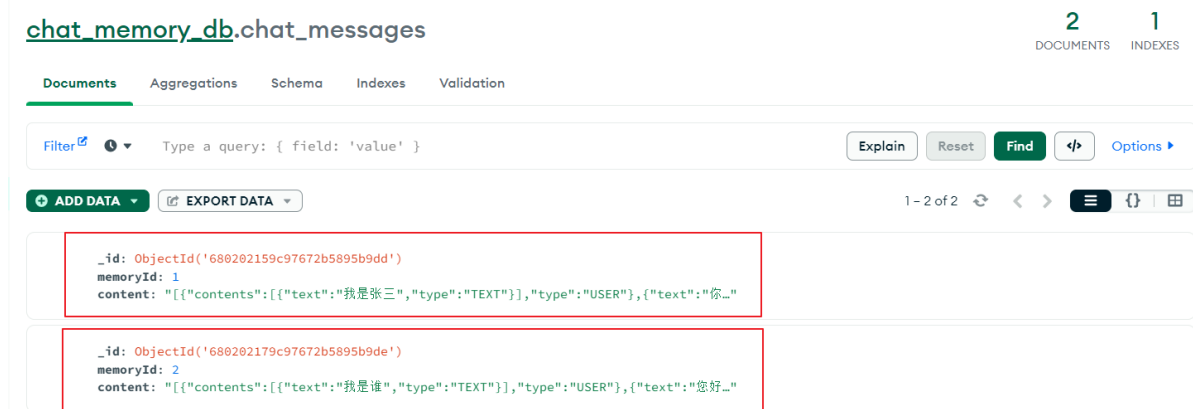 chat_memory_db.chat_messages
2 1
DOCUMENTS INDEXES
Documents Aggregations Schema Indexes Validation
Filter Type a query: { field: 'value' } Explain Reset Find </> Options
ADD DATA EXPORT DATA 1 – 2 of 2 {}
_id: ObjectId('680202159c97672b5895b9dd')
memoryId: 1
content: "[{"contents":[{"text":"我是张三","type":"TEXT"}],"type":"USER"},{"text":"你…"
_id: ObjectId('680202179c97672b5895b9de')
memoryId: 2
content: "[{"contents":[{"text":"我是谁","type":"TEXT"}],"type":"USER"},{"text":"您好…"